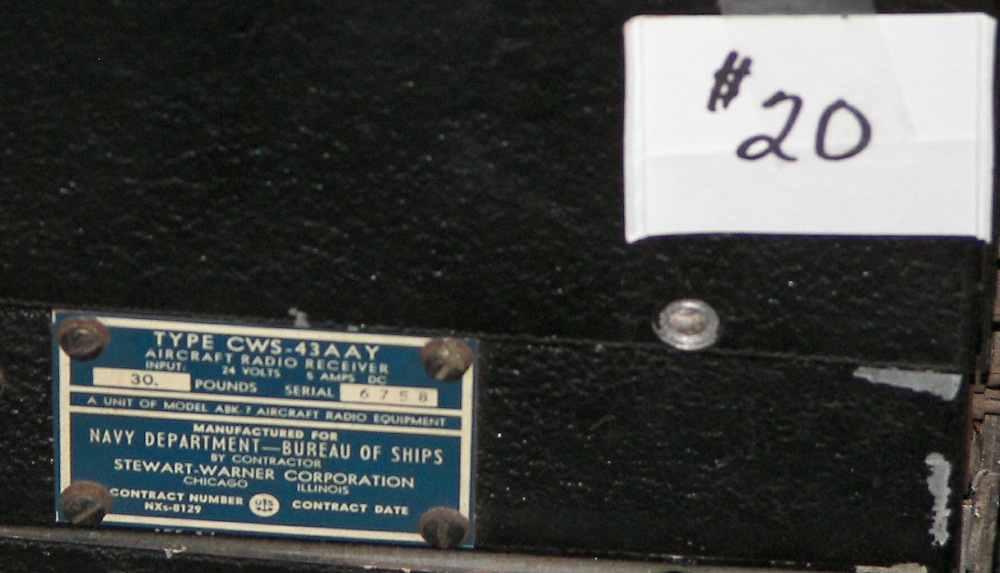 #20
TYPE CWS-43AAY
AIRCRAFT RADIO RECEIVER
INPUT: 24 VOLTS 5 AMPS DC
30. POUNDS SERIAL 6758
A UNIT OF MODEL ABK-7 AIRCRAFT RADIO EQUIPMENT
MANUFACTURED FOR
NAVY DEPARTMENT—BUREAU OF SHIPS
BY CONTRACTOR
STEWART-WARNER CORPORATION
CHICAGO ILLINOIS
CONTRACT NUMBER CONTRACT DATE
NXs-8129